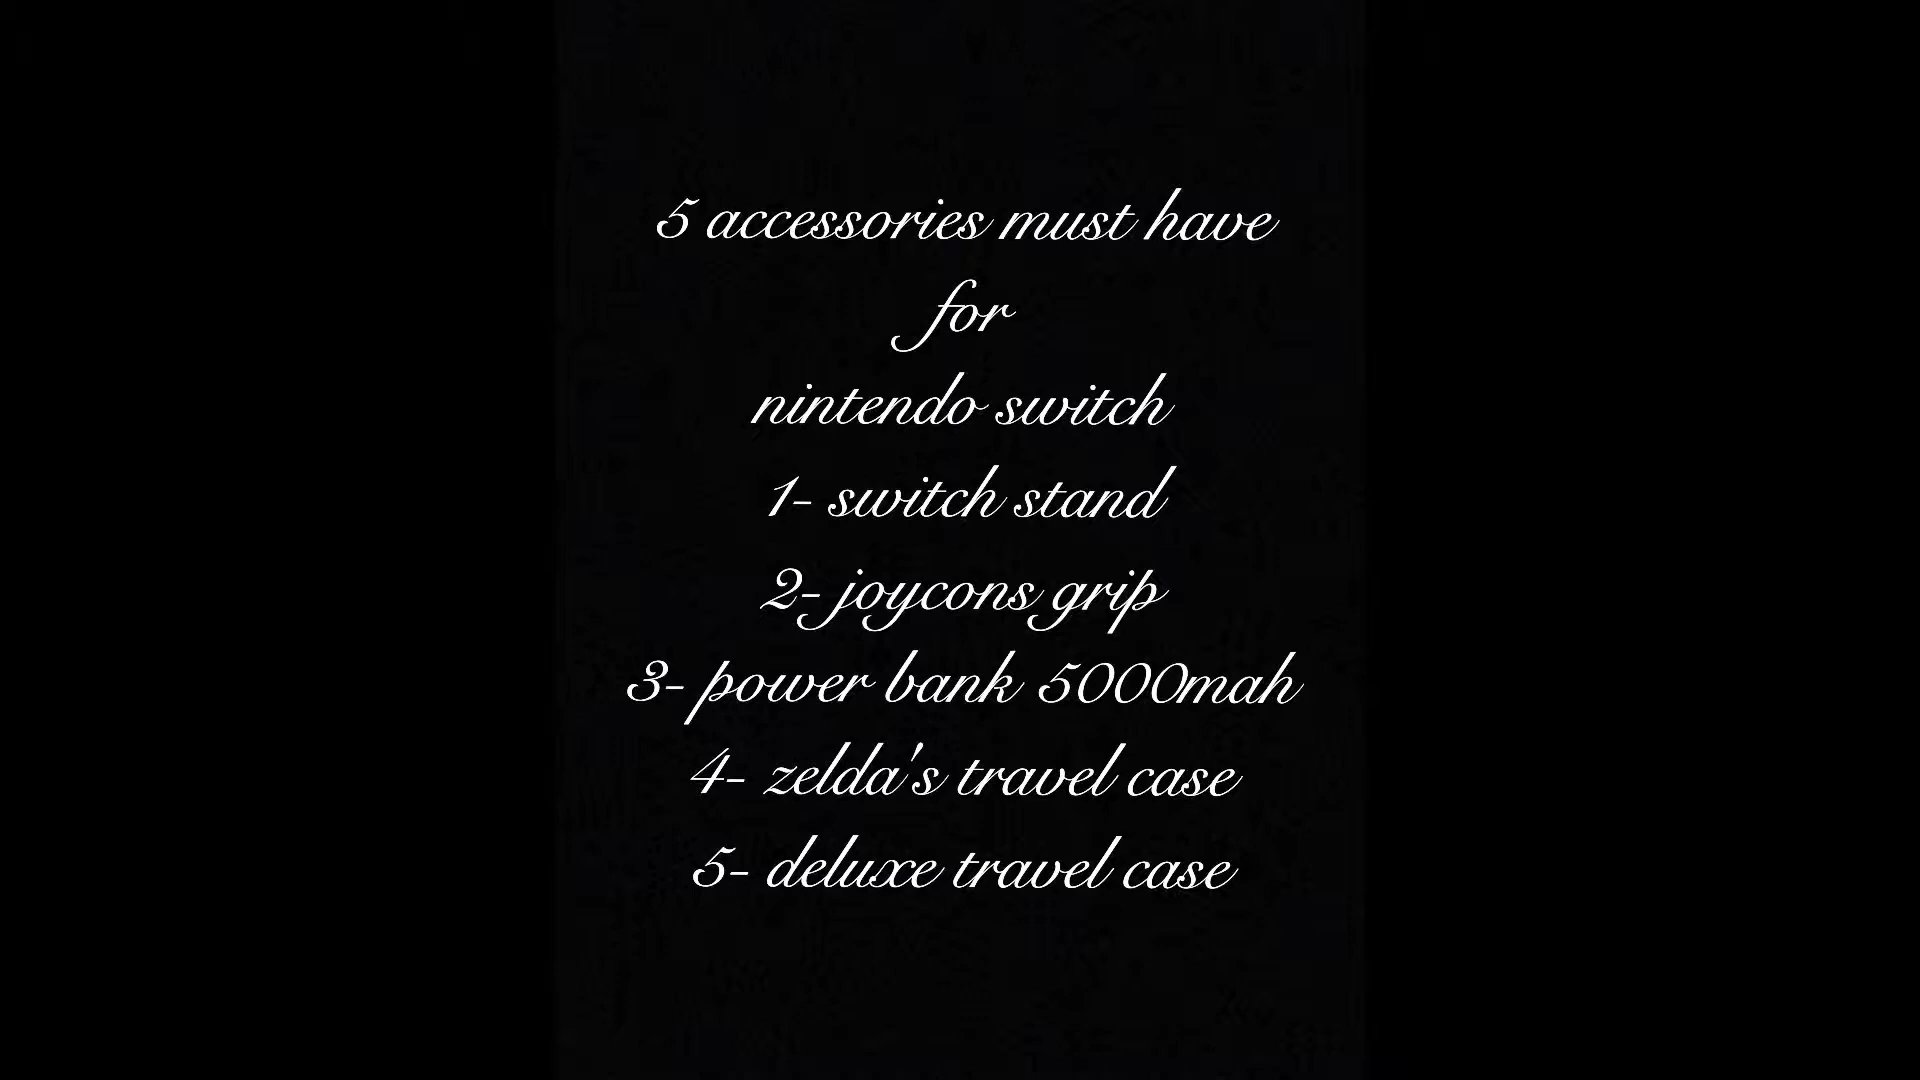 5 accessories must have
for
nintendo switch
1- switch stand
2- joycons grip
3- power bank 5000mah
4- zelda's travel case
5- deluxe travel case